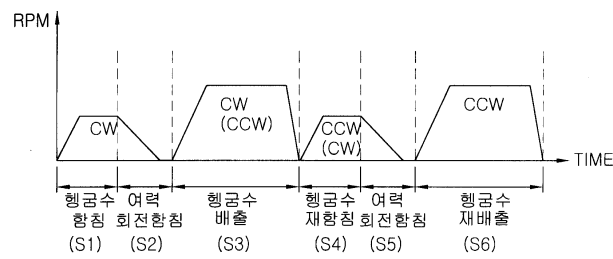 RPM
CW
CW
(CCW)
CCW
(CW)
CCW
TIME
헹굼수
함침
(S1)
여력
회전함침
(S2)
헹굼수
배출
(S3)
헹굼수
재함침
(S4)
여력
회전함침
(S5)
헹굼수
재배출
(S6)